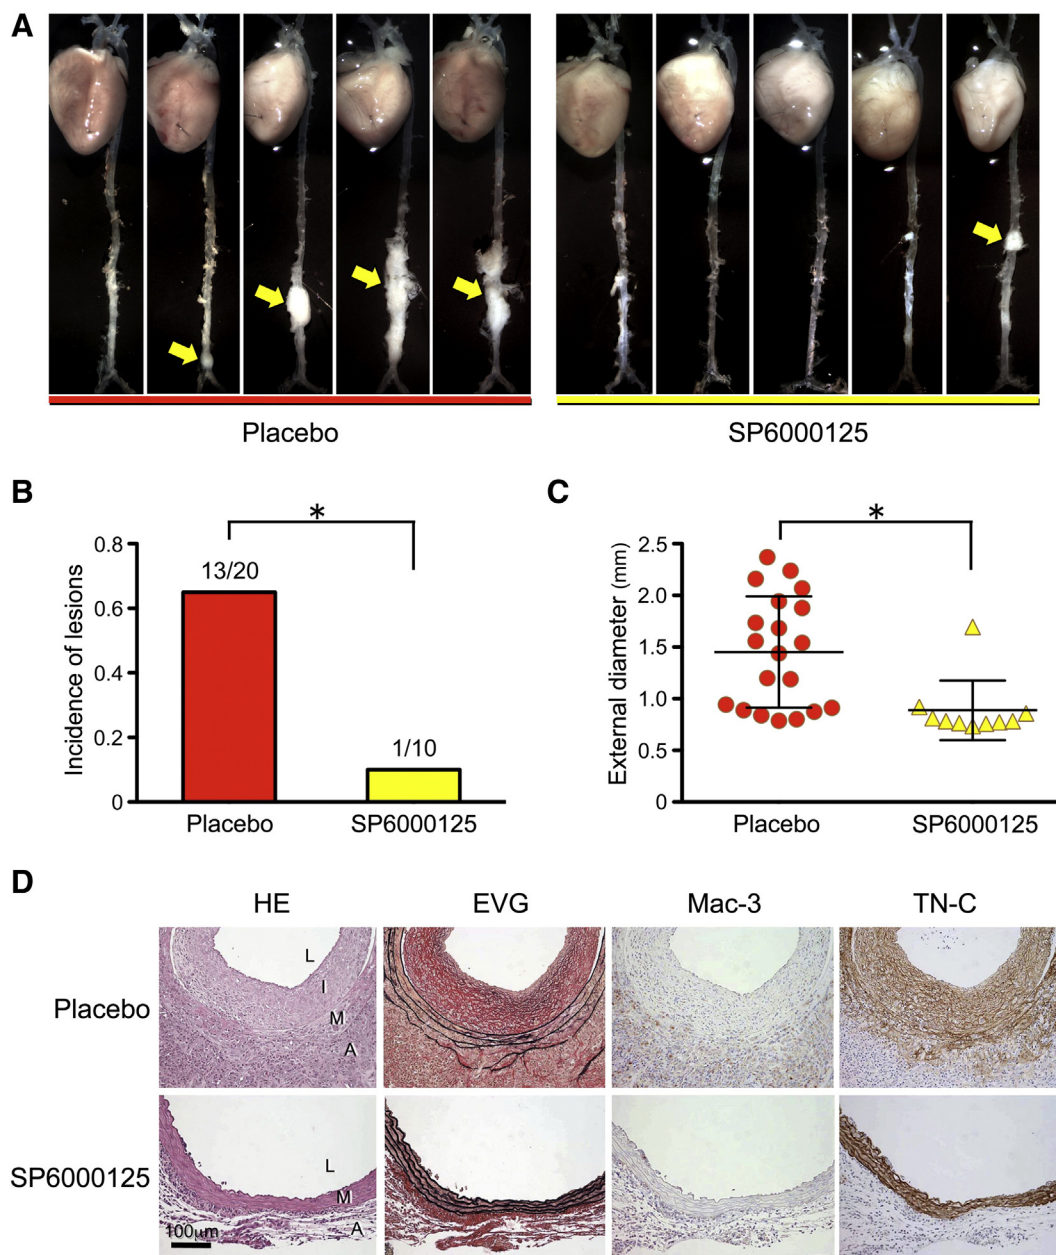 A
Placebo
SP6000125
B
*
Incidence of lesions
0.8
0.6
0.4
0.2
0
13/20
1/10
Placebo
SP6000125
C
*
External diameter (mm)
2.5
2.0
1.5
1.0
0.5
0
Placebo
SP6000125
D
HE
EVG
Mac-3
TN-C
Placebo
L
I
M
A
SP6000125
L
M
A
100μm